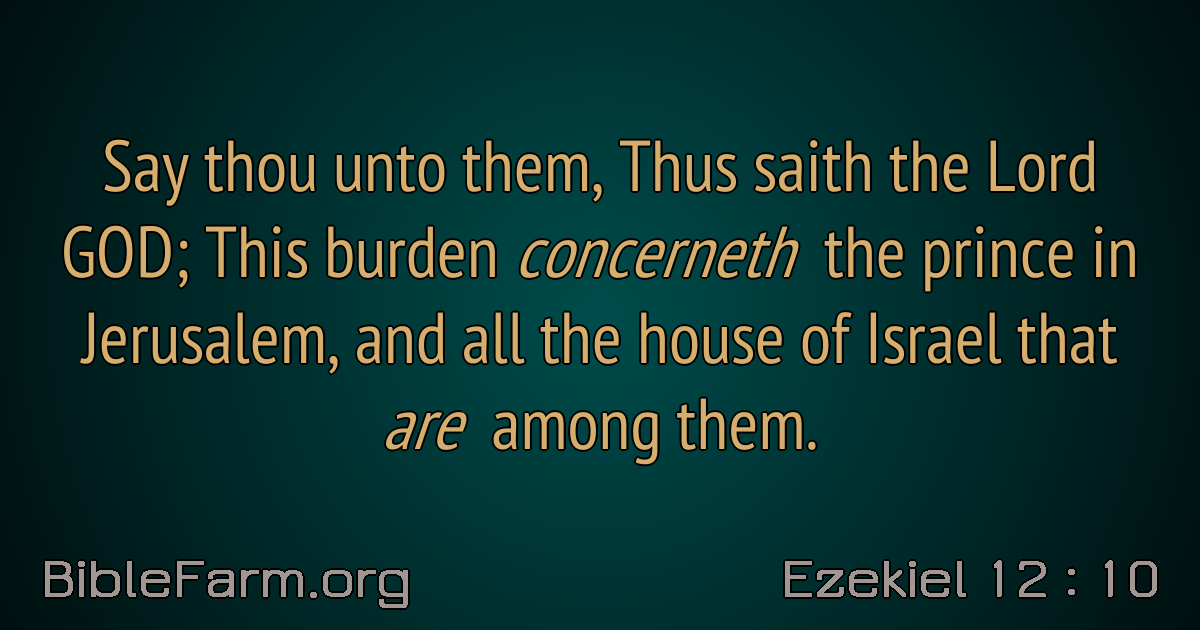 Say thou unto them, Thus saith the Lord
GOD; This burden concerneth the prince in
Jerusalem, and all the house of Israel that
are among them.
BibleFarm.org
Ezekiel 12 : 10